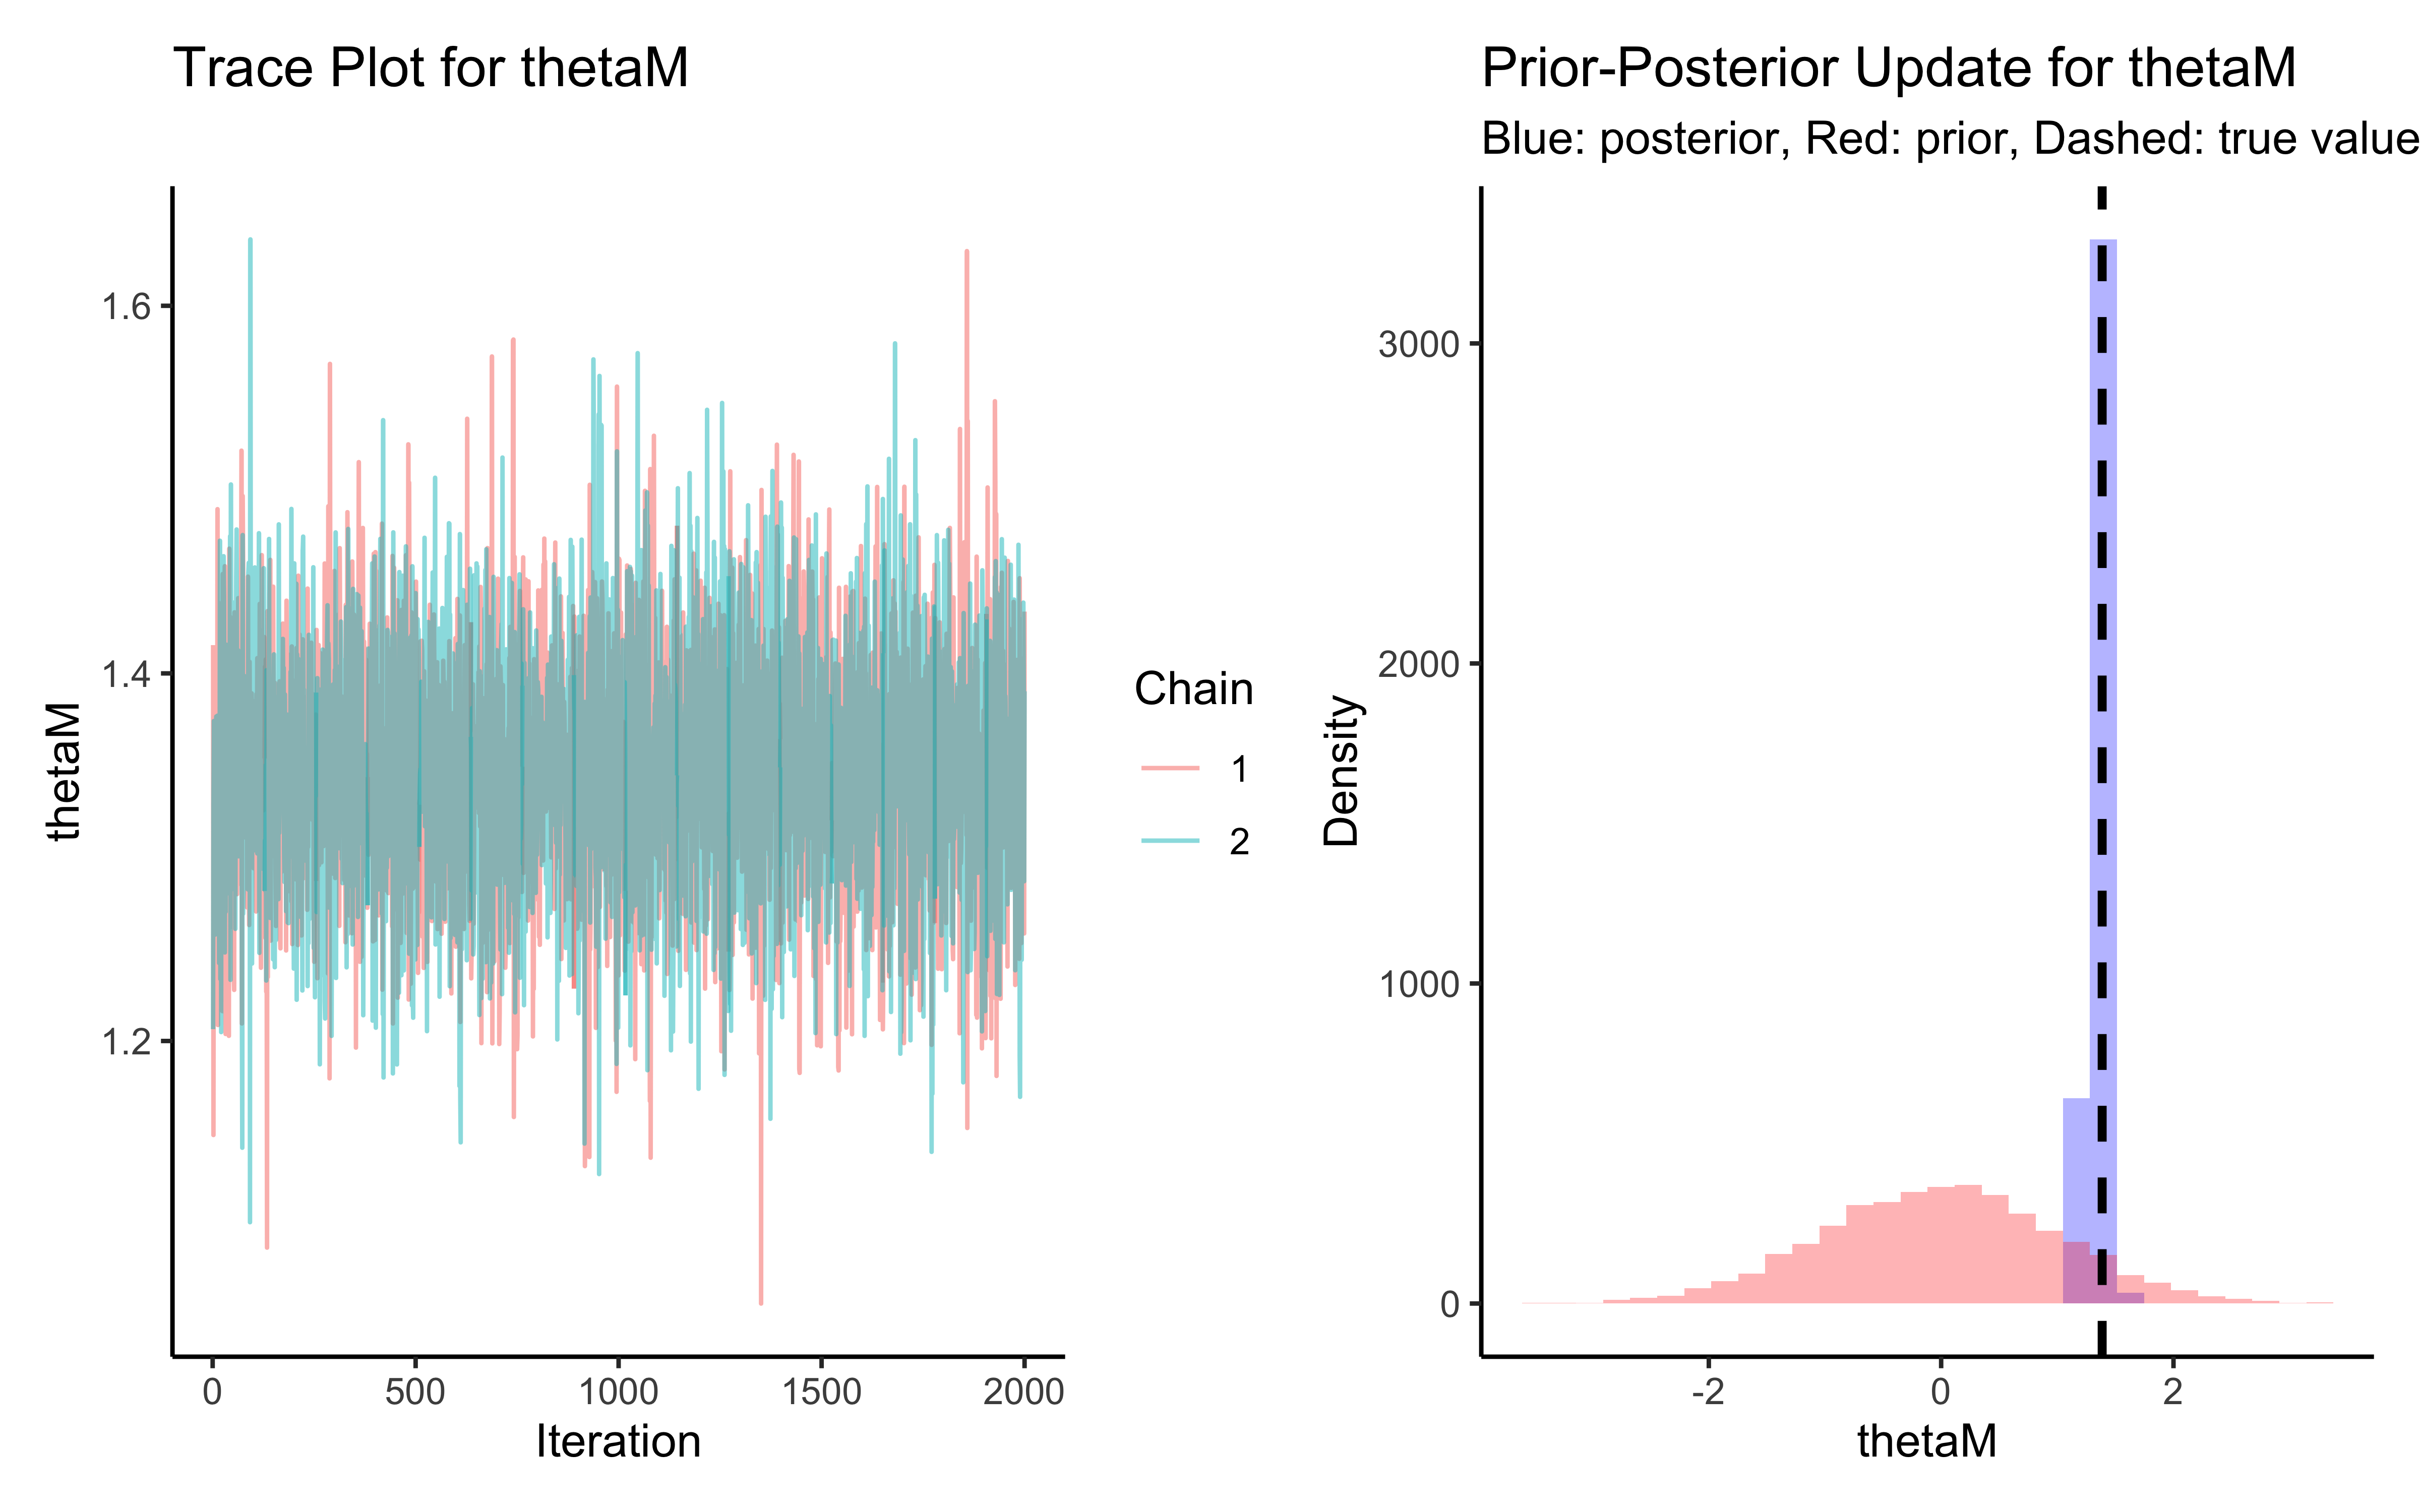 Trace Plot for thetaM
1.6
1.4
1.2
thetaM
0 500 1000 1500 2000
Iteration
Chain
1
2
Prior-Posterior Update for thetaM
Blue: posterior, Red: prior, Dashed: true value
3000
2000
1000
0
Density
-2 0 2
thetaM